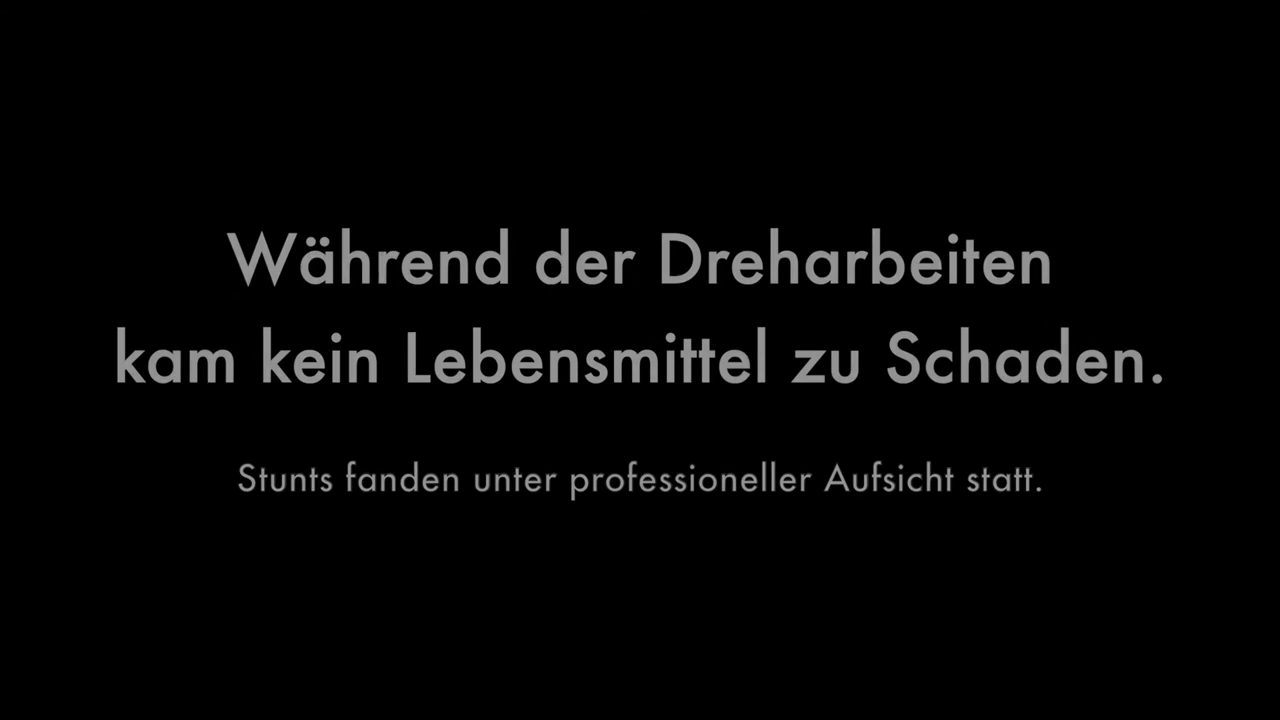 Während der Dreharbeiten
kam kein Lebensmittel zu Schaden.
Stunts fanden unter professioneller Aufsicht statt.